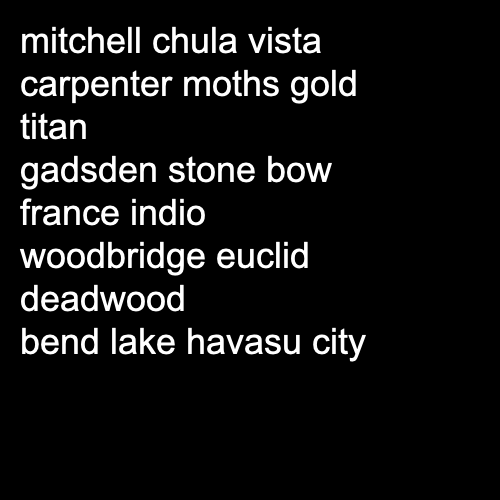 mitchell chula vista
carpenter moths gold
titan
gadsden stone bow
france indio
woodbridge euclid
deadwood
bend lake havasu city